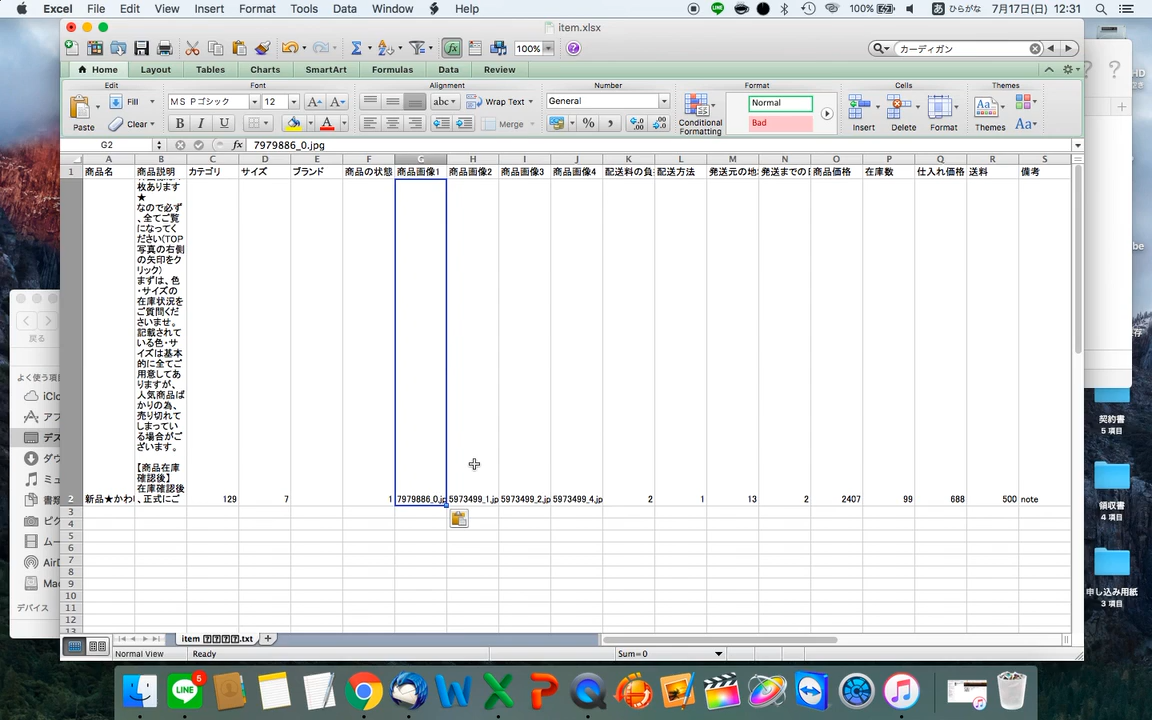 Excel File Edit View Insert Format Tools Data Window Help 100% あ ひらがな 7月17日(日) 12:31
item.xlsx
100% カーディガン
Home Layout Tables Charts SmartArt Formulas Data Review
Edit Font Alignment Number Format Cells Themes
Fill MS Pゴシック 12 A A abc Wrap Text General Normal
Paste Clear B I U A Merge % , Conditional Formatting Bad Insert Delete Format Themes Aa
G2 fx 7979886_0.jpg
A B C D E F G H I J K L M N O P Q R S
1 商品名 商品説明 カテゴリ サイズ ブランド 商品の状態 商品画像1 商品画像2 商品画像3 商品画像4 配送料の負 配送方法 発送元の地 発送までの 商品価格 在庫数 仕入れ価格 送料 備考
枚あります
★
なので必ず
、全てご覧
になってく
ださい(TOP
写真の右側
の矢印をク
リック)
まずは、色
・サイズの
在庫状況を
ご質問くだ
さいませ。
記載されて
いる色・サ
イズは基本
的に全てご
用意してあ
りますが、
人気商品ば
かりの為、
売り切れて
しまってい
る場合がご
ざいます。
【商品在庫
確認後】
在庫確認後
2 新品★かわい 、正式にご 129 7 1 7979886_0.jp 5973499_1.jp 5973499_2.jp 5973499_4.jp 2 1 13 2 2407 99 688 500 note
3
4
5
6
7
8
9
10
11
12
13
item .txt
Normal View Ready Sum=0
戻る
よく使う項目
iClo
アプ
デス
ダウ
ミュ
書類
ピク
ムー
AirD
Mac
デバイス
HD
契約書
5 項目
領収書
4 項目
申し込み用紙
3 項目
LINE 5